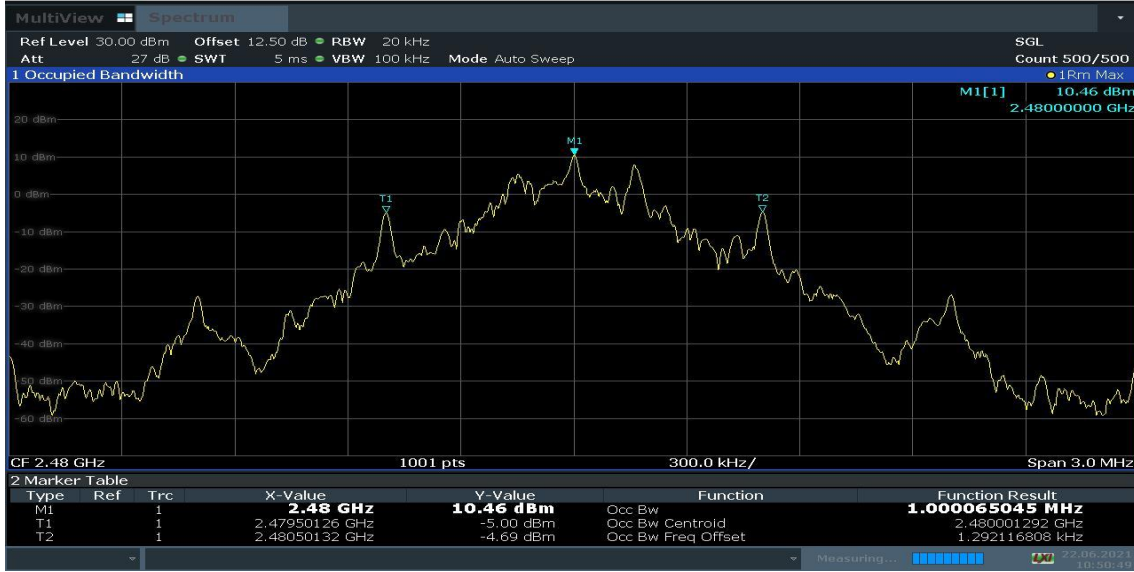 MultiView Spectrum
Ref Level 30.00 dBm Offset 12.50 dB RBW 20 kHz SGL
Att 27 dB SWT 5 ms VBW 100 kHz Mode Auto Sweep Count 500/500
1 Occupied Bandwidth 1Rm Max
M1[1] 10.46 dBm
2.48000000 GHz
20 dBm
M1
10 dBm
T1 T2
0 dBm
-10 dBm
-20 dBm
-30 dBm
-40 dBm
-50 dBm
-60 dBm
CF 2.48 GHz 1001 pts 300.0 kHz/ Span 3.0 MHz
2 Marker Table
Type Ref Trc X-Value Y-Value Function Function Result
M1 1 2.48 GHz 10.46 dBm Occ Bw 1.000065045 MHz
T1 1 2.47950126 GHz -5.00 dBm Occ Bw Centroid 2.480001292 GHz
T2 1 2.48050132 GHz -4.69 dBm Occ Bw Freq Offset 1.292116808 kHz
Measuring... 22.06.2021
10:50:49